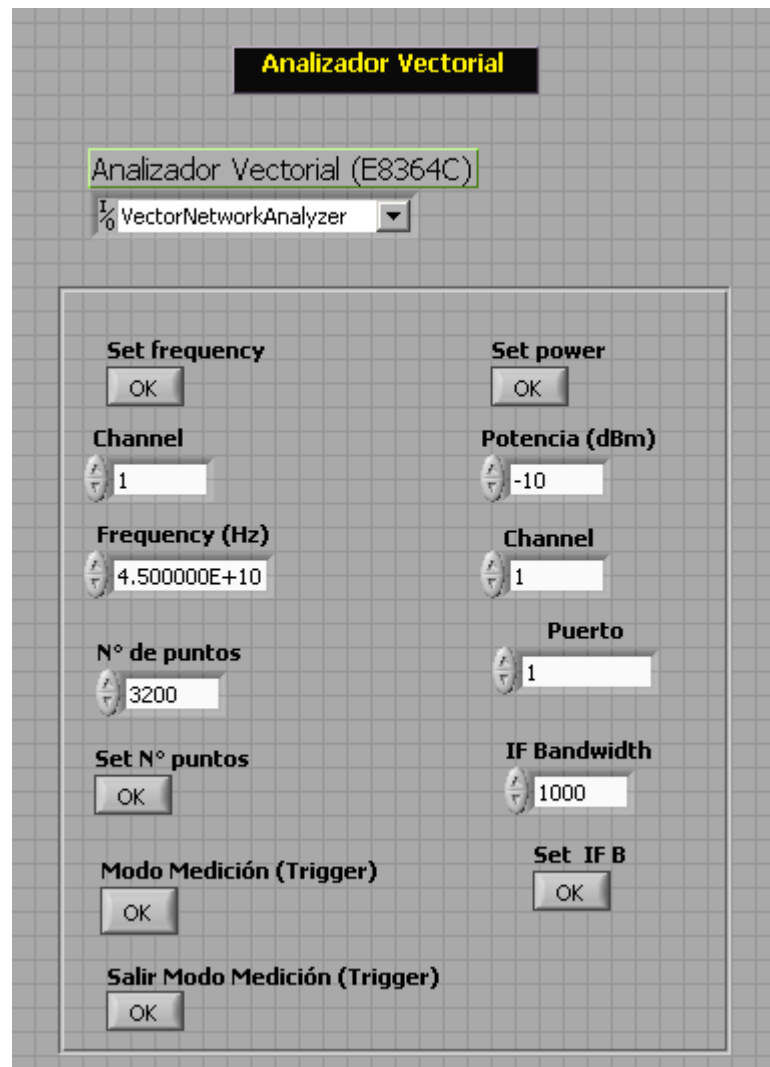 Analizador Vectorial
Analizador Vectorial (E8364C)
I/O VectorNetworkAnalyzer
Set frequency
OK
Channel
1
Frequency (Hz)
4.500000E+10
N° de puntos
3200
Set N° puntos
OK
Modo Medición (Trigger)
OK
Salir Modo Medición (Trigger)
OK
Set power
OK
Potencia (dBm)
-10
Channel
1
Puerto
1
IF Bandwidth
1000
Set IF B
OK